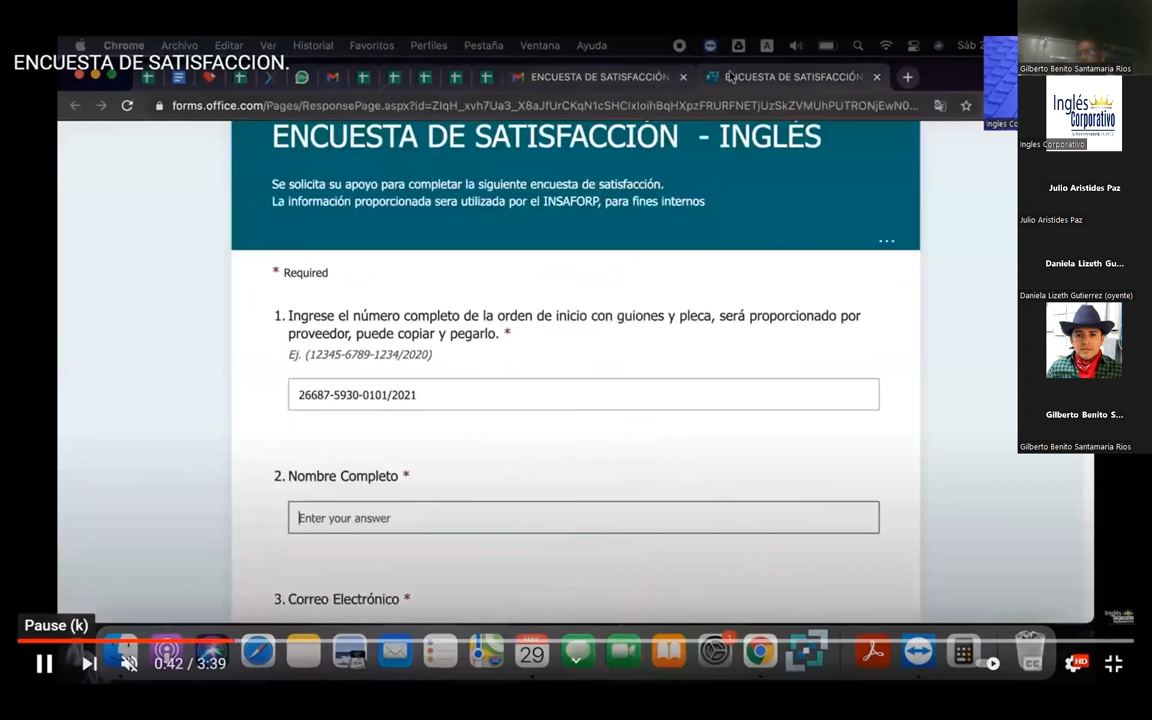 Chrome Archivo Editar Ver Historial Favoritos Perfiles Pestaña Ventana Ayuda
ENCUESTA DE SATISFACCION.
ENCUESTA DE SATISFACCIÓN
ENCUESTA DE SATISFACCIÓN
forms.office.com/Pages/ResponsePage.aspx?id=
ENCUESTA DE SATISFACCIÓN - INGLÉS
Se solicita su apoyo para completar la siguiente encuesta de satisfacción.
La información proporcionada sera utilizada por el INSAFORP, para fines internos
...
* Required
1. Ingrese el número completo de la orden de inicio con guiones y pleca, será proporcionado por
proveedor, puede copiar y pegarlo. *
Ej. (12345-6789-1234/2020)
26687-5930-0101/2021
2. Nombre Completo *
Enter your answer
3. Correo Electrónico *
Pause (k)
0:42 / 3:39
29
HD
Gilberto Benito Santamaria Rios
Ingles Co
Inglés
Corporativo
Ingles Corporativo
Julio Aristides Paz
Julio Aristides Paz
Daniela Lizeth Gu...
Daniela Lizeth Gutierrez (oyente)
Gilberto Benito S...
Gilberto Benito Santamaria Rios